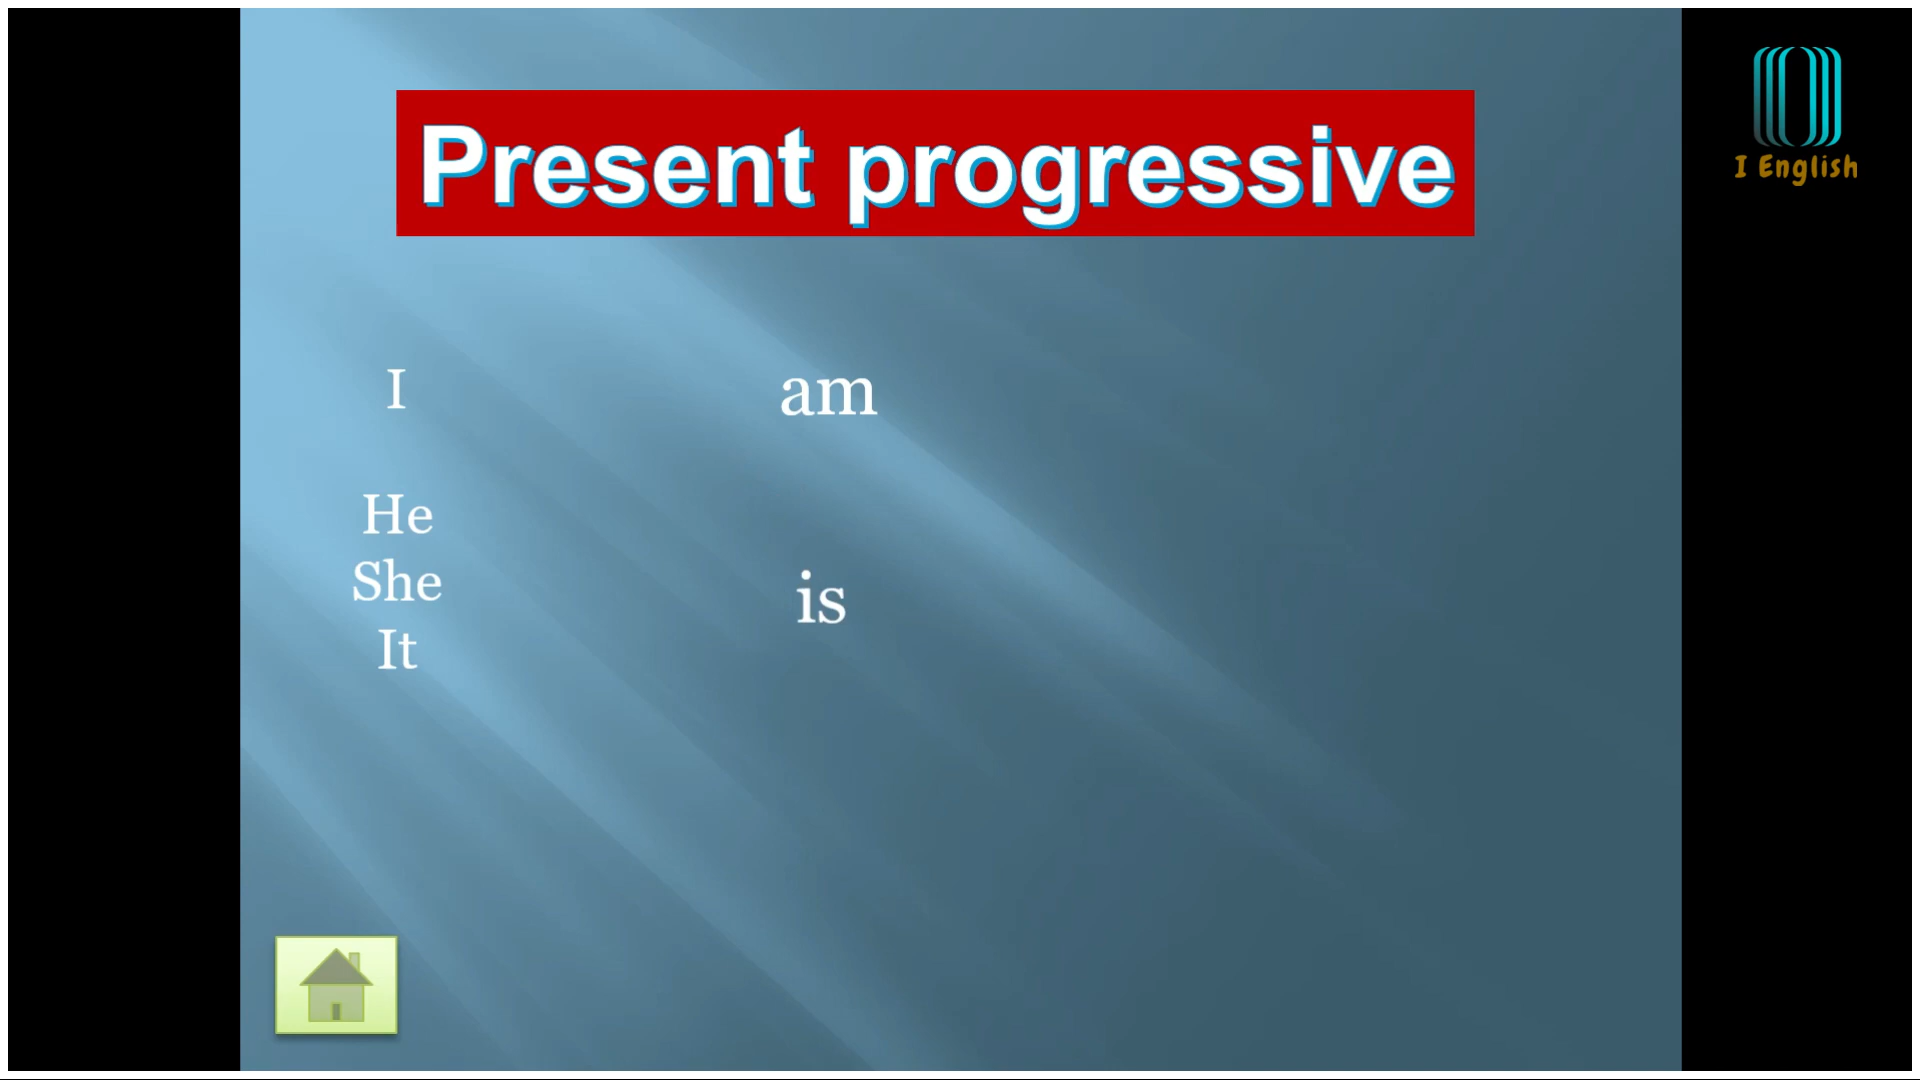 Present progressive
I English
I am
He
She is
It